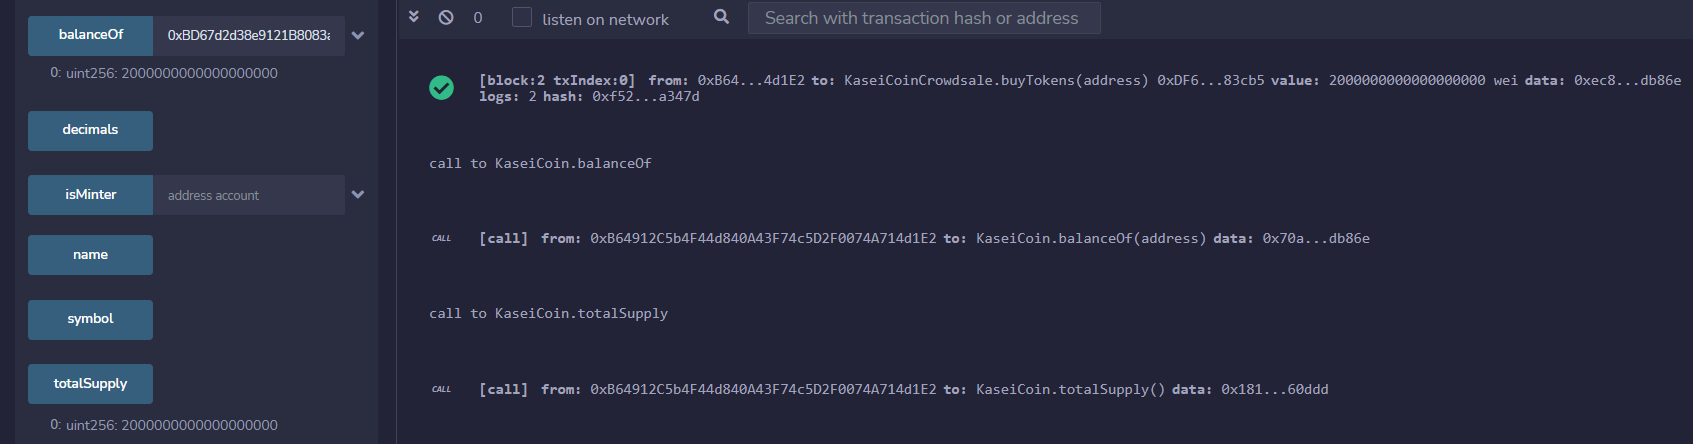 balanceOf
0xBD67d2d38e9121B8083a
0: uint256: 2000000000000000000
decimals
isMinter
address account
name
symbol
totalSupply
0: uint256: 2000000000000000000
0
listen on network
Search with transaction hash or address
[block:2 txIndex:0] from: 0xB64...4d1E2 to: KaseiCoinCrowdsale.buyTokens(address) 0xDF6...83cb5 value: 2000000000000000000 wei data: 0xec8...db86e
logs: 2 hash: 0xf52...a347d
call to KaseiCoin.balanceOf
CALL
[call] from: 0xB64912C5b4F44d840A43F74c5D2F0074A714d1E2 to: KaseiCoin.balanceOf(address) data: 0x70a...db86e
call to KaseiCoin.totalSupply
CALL
[call] from: 0xB64912C5b4F44d840A43F74c5D2F0074A714d1E2 to: KaseiCoin.totalSupply() data: 0x181...60ddd